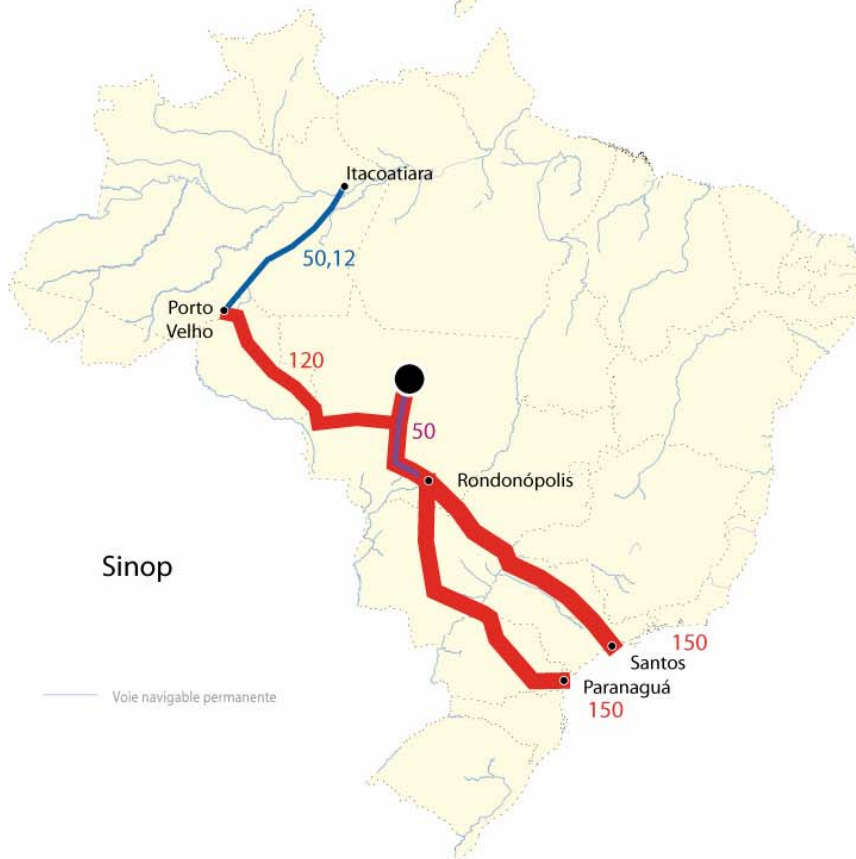 Itacoatiara
50,12
Porto
Velho
120
50
Rondonópolis
Sinop
150
Santos
Paranaguá
150
Voie navigable permanente